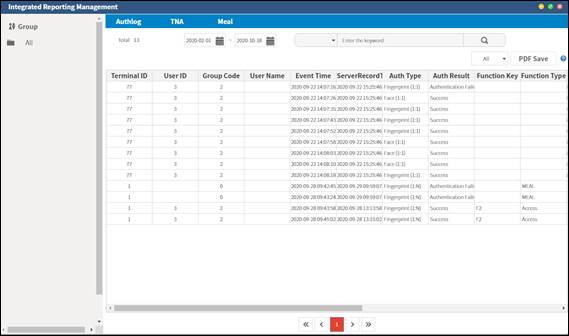 Integrated Reporting Management
Group
All
Authlog TNA Meal
Total 13 2020-02-01 ~ 2020-10-18 Enter the keyword
All PDF Save
Terminal ID User ID Group Code User Name Event Time ServerRecordT Auth Type Auth Result Function Key Function Type
77 3 2 2020-09-22 14:07:16 2020-09-22 15:25:46 Fingerprint (1:1) Authentication Faile
77 3 2 2020-09-22 14:07:26 2020-09-22 15:25:46 Face (1:1) Success
77 3 2 2020-09-22 14:07:35 2020-09-22 15:25:46 Fingerprint (1:1) Success
77 3 2 2020-09-22 14:07:43 2020-09-22 15:25:46 Fingerprint (1:1) Success
77 3 2 2020-09-22 14:07:52 2020-09-22 15:25:46 Fingerprint (1:1) Success
77 3 2 2020-09-22 14:07:58 2020-09-22 15:25:46 Face (1:1) Success
77 3 2 2020-09-22 14:08:03 2020-09-22 15:25:46 Face (1:1) Success
77 3 2 2020-09-22 14:08:10 2020-09-22 15:25:46 Face (1:1) Success
77 3 2 2020-09-22 14:08:18 2020-09-22 15:25:46 Fingerprint (1:1) Success
1 0 2020-09-28 09:42:45 2020-09-29 09:59:07 Fingerprint (1:N) Authentication Faile MEAL
1 0 2020-09-28 09:43:24 2020-09-29 09:59:07 Fingerprint (1:N) Authentication Faile MEAL
1 3 2 2020-09-28 09:43:58 2020-09-28 13:13:58 Fingerprint (1:N) Success F2 Access
1 3 2 2020-09-28 09:45:02 2020-09-28 13:15:02 Fingerprint (1:N) Success F2 Access
1